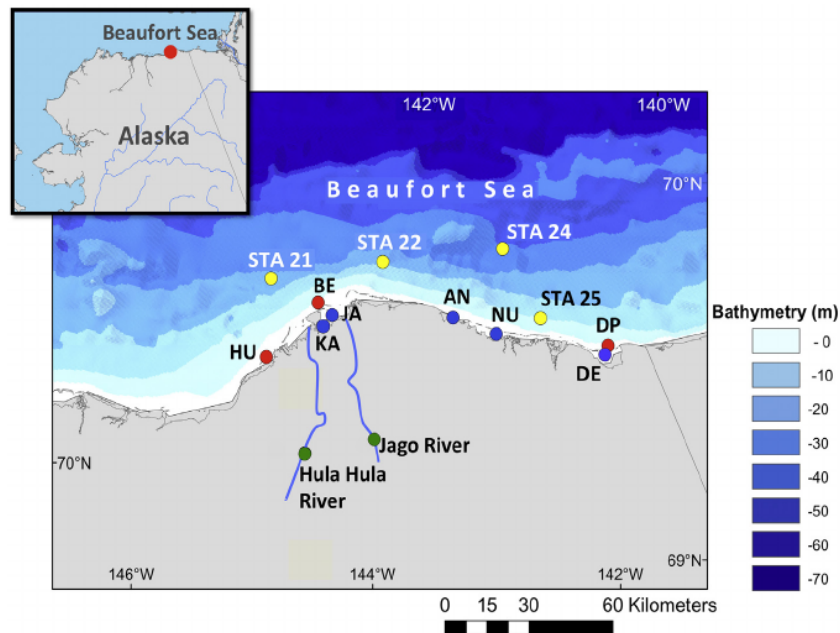 Beaufort Sea
Alaska
142°W
140°W
70°N
Beaufort Sea
STA 24
STA 22
STA 21
BE
JA
AN
STA 25
NU
DP
KA
HU
DE
Jago River
70°N
Hula Hula
River
69°N
146°W
144°W
142°W
0 15 30 60 Kilometers
Bathymetry (m)
- 0
-10
-20
-30
-40
-50
-60
-70